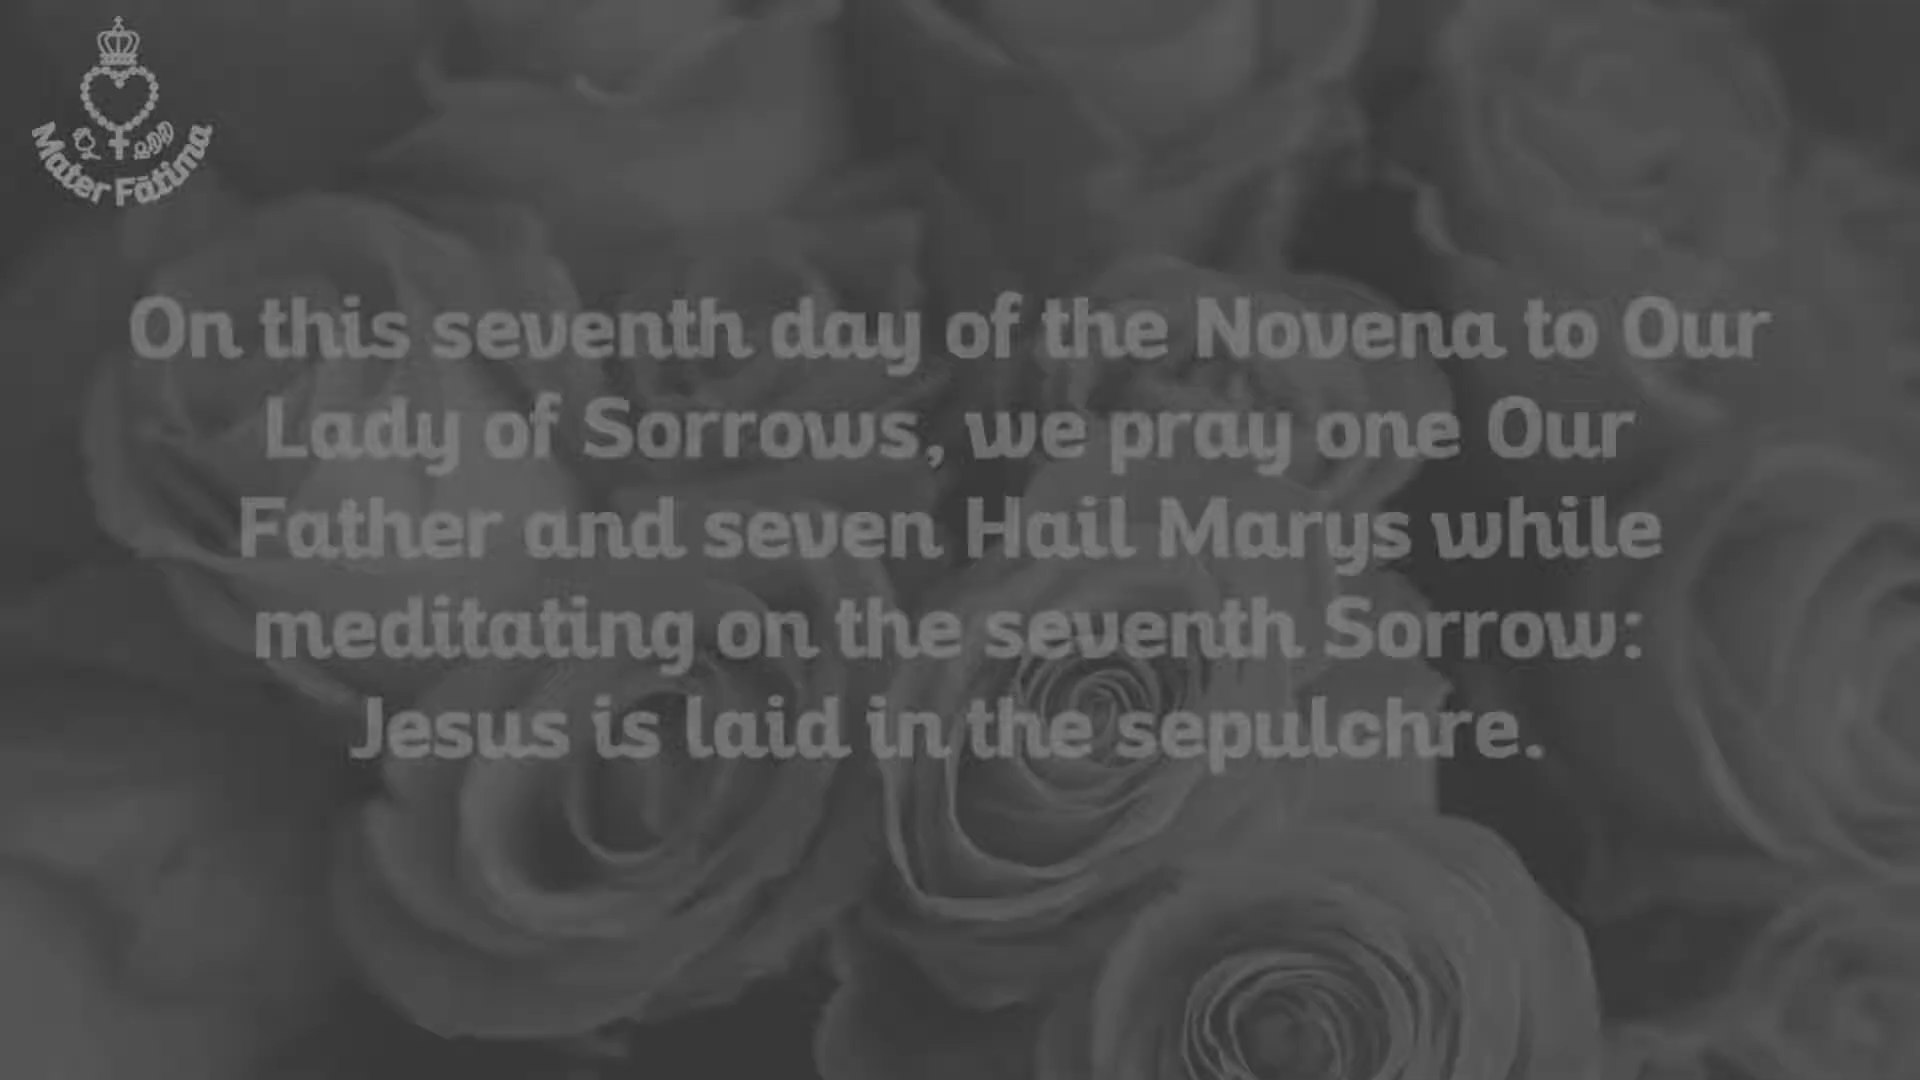 Mater Fātima
On this seventh day of the Novena to Our
Lady of Sorrows, we pray one Our
Father and seven Hail Marys while
meditating on the seventh Sorrow:
Jesus is laid in the sepulchre.